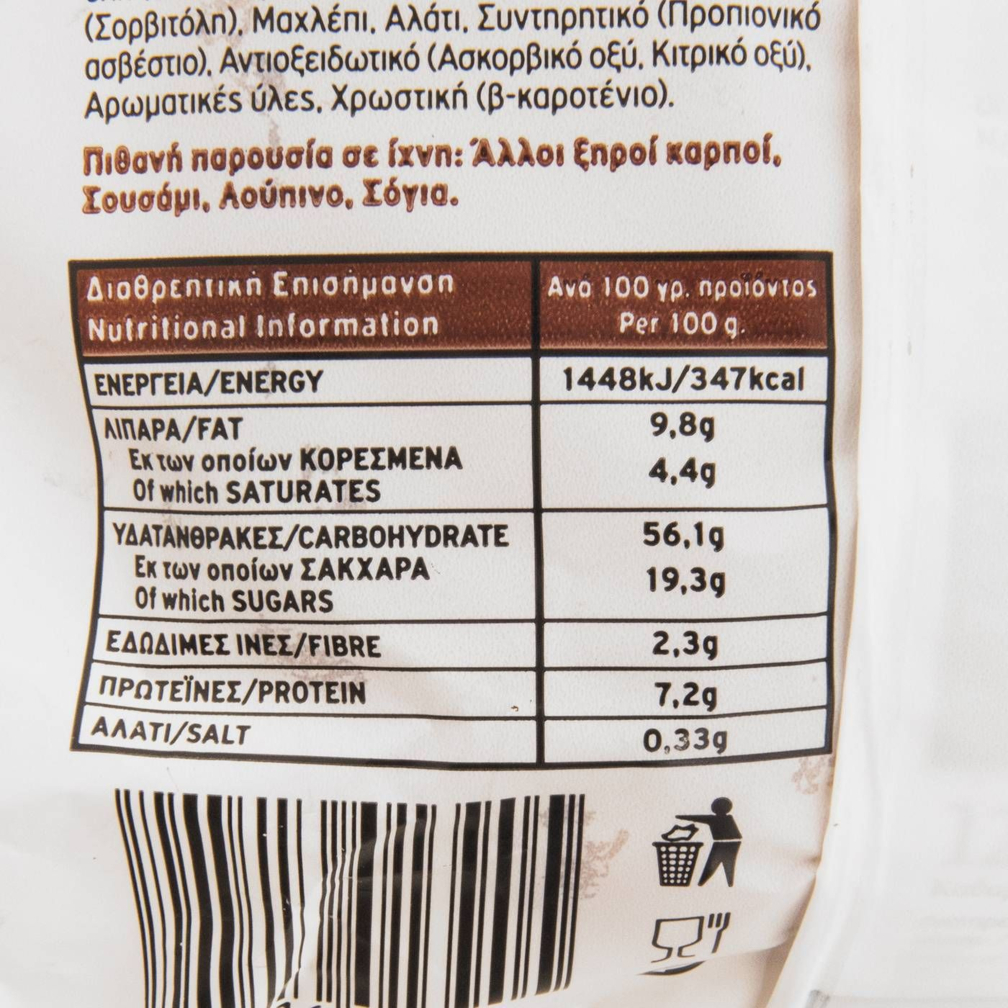 (Σορβιτόλη), Μαχλέπι, Αλάτι, Συντηρητικό (Προπιονικό
ασβέστιο), Αντιοξειδωτικό (Ασκορβικό οξύ, Κιτρικό οξύ),
Αρωματικές ύλες, Χρωστική (β-καροτένιο).
Πιθανή παρουσία σε ίχνη: Άλλοι ξηροί καρποί,
Σουσάμι, Λούπινο, Σόγια.
Διαθρεπτική Επισήμανση
Nutritional Information
Ανά 100 γρ. προϊόντος
Per 100 g.
ΕΝΕΡΓΕΙΑ/ENERGY 1448kJ/347kcal
ΛΙΠΑΡΑ/FAT 9,8g
Εκ των οποίων ΚΟΡΕΣΜΕΝΑ 4,4g
Of which SATURATES
ΥΔΑΤΑΝΘΡΑΚΕΣ/CARBOHYDRATE 56,1g
Εκ των οποίων ΣΑΚΧΑΡΑ 19,3g
Of which SUGARS
ΕΔΩΔΙΜΕΣ ΙΝΕΣ/FIBRE 2,3g
ΠΡΩΤΕΪΝΕΣ/PROTEIN 7,2g
ΑΛΑΤΙ/SALT 0,33g